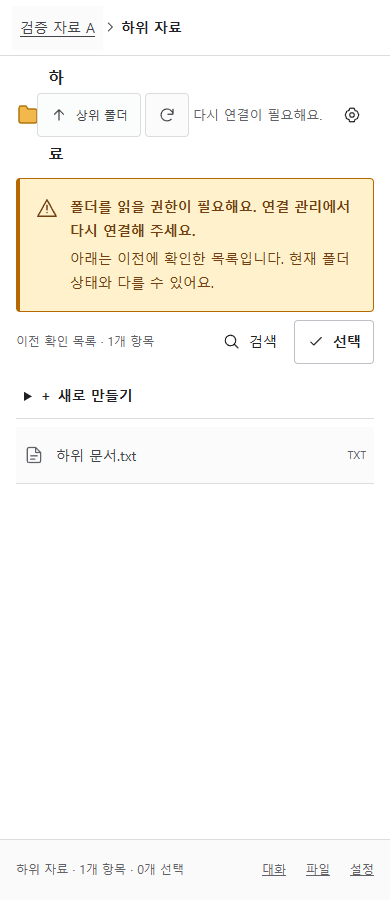 검증 자료 A > 하위 자료
하
상위 폴더 다시 연결이 필요해요.
료
폴더를 읽을 권한이 필요해요. 연결 관리에서
다시 연결해 주세요.
아래는 이전에 확인한 목록입니다. 현재 폴더
상태와 다를 수 있어요.
이전 확인 목록 · 1개 항목 검색 선택
+ 새로 만들기
하위 문서.txt TXT
하위 자료 · 1개 항목 · 0개 선택 대화 파일 설정